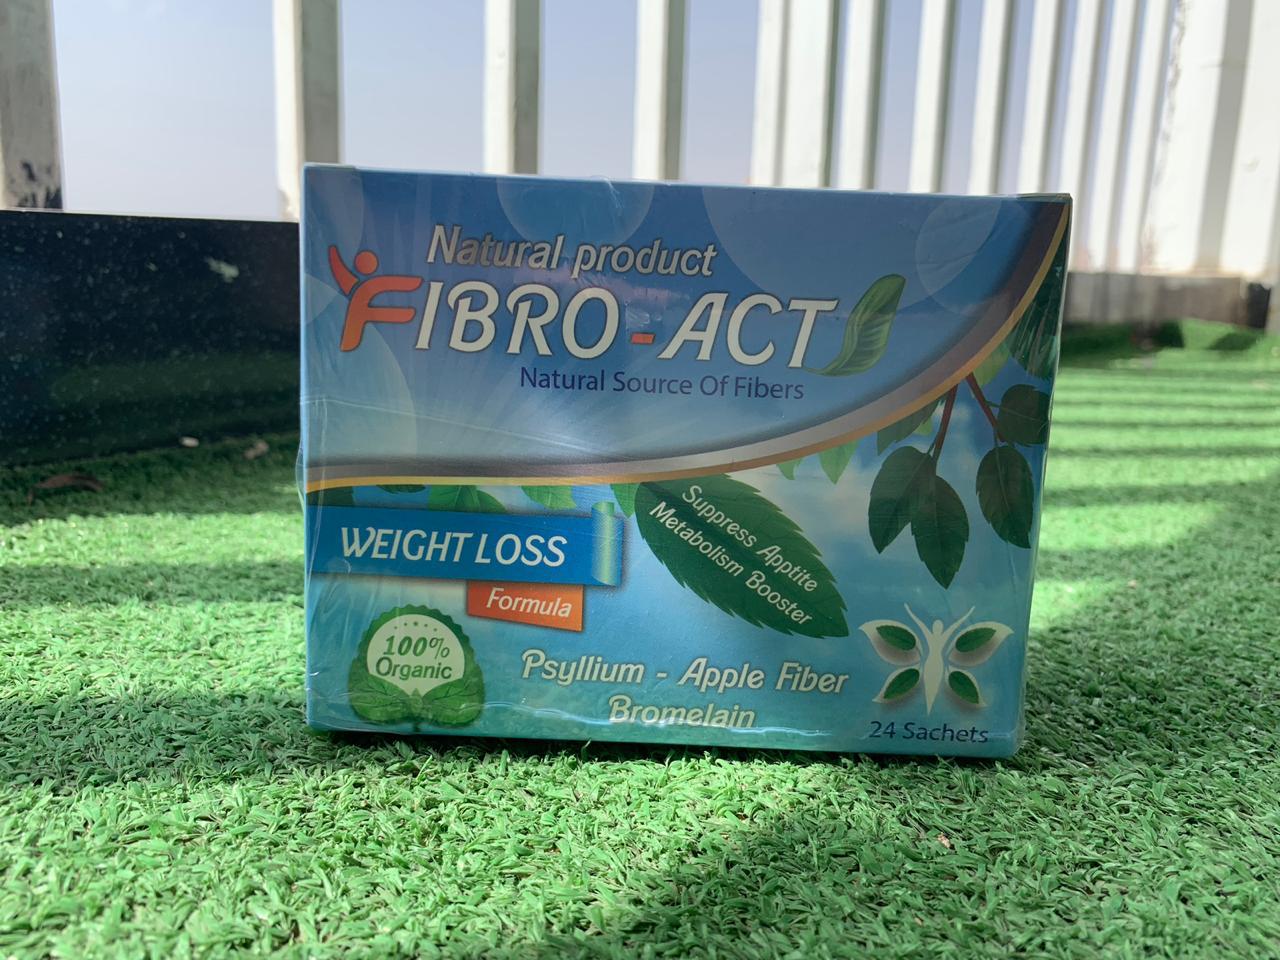 Natural product
FIBRO-ACT
Natural Source Of Fibers
WEIGHT LOSS
Formula
Suppress Apptite
Metabolism Booster
100%
Organic
Psyllium - Apple Fiber
Bromelain
24 Sachets